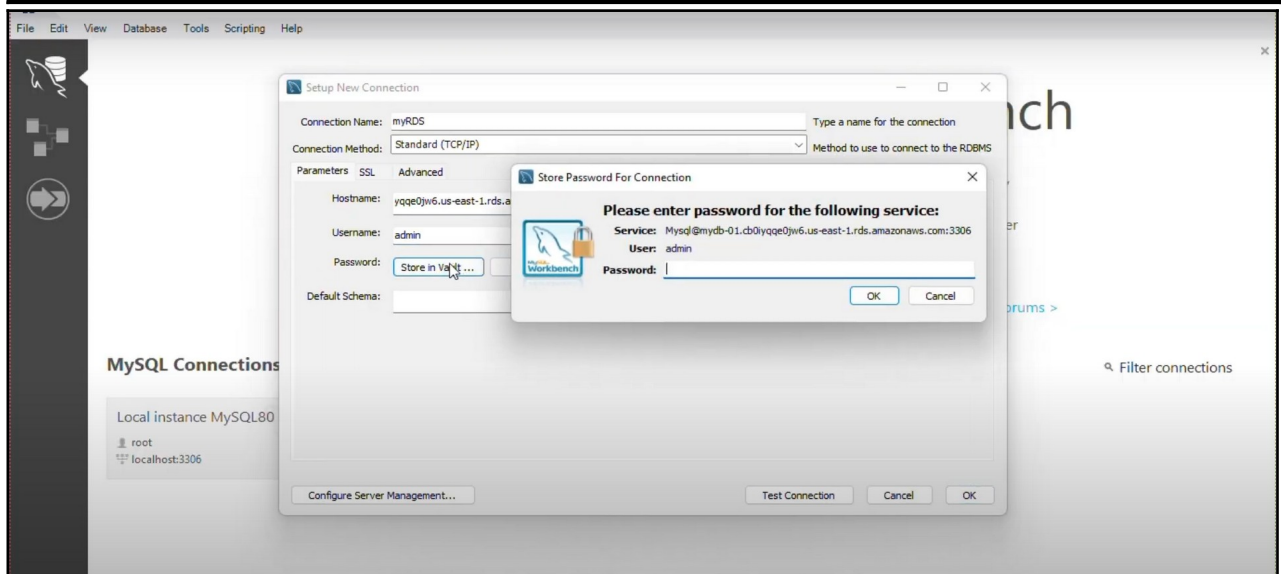 File Edit View Database Tools Scripting Help
Setup New Connection
nch
Connection Name: myRDS Type a name for the connection
Connection Method: Standard (TCP/IP) Method to use to connect to the RDBMS
Parameters SSL Advanced
Store Password For Connection
Hostname: yqqe0jw6.us-east-1.rds.a
Please enter password for the following service:
Service: Mysql@mydb-01.cb0iyqqe0jw6.us-east-1.rds.amazonaws.com:3306
er
Username: admin
User: admin
Password: Store in Vault ...
MySQL
Workbench
Password:
Default Schema:
OK Cancel
orums >
MySQL Connections
Filter connections
Local instance MySQL80
root
localhost:3306
Configure Server Management... Test Connection Cancel OK